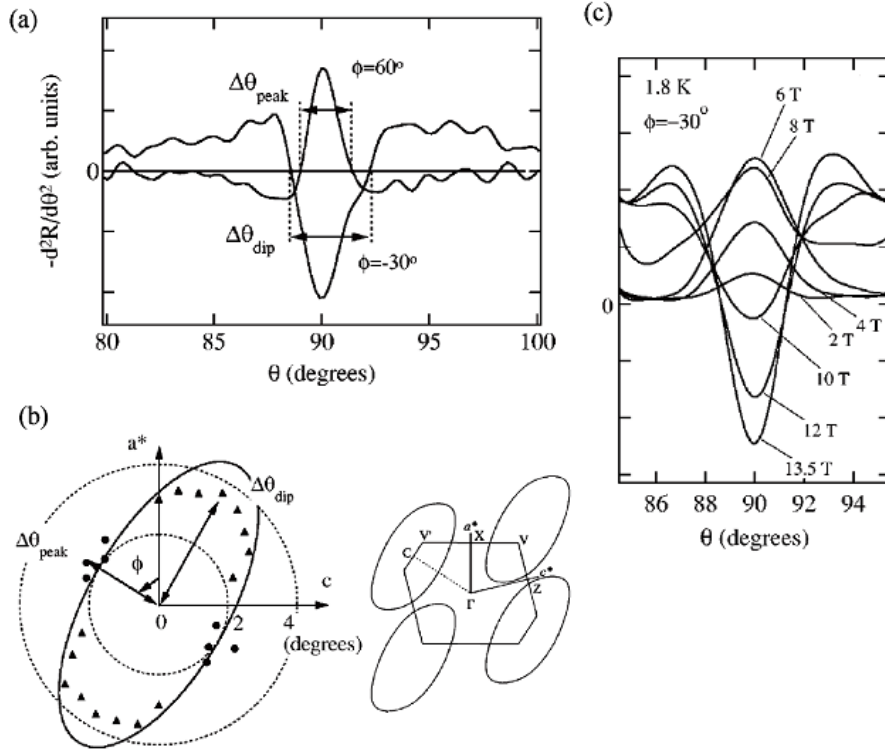 (a)
-d²R/dθ² (arb. units)
0
Δθpeak
ϕ=60°
Δθdip
ϕ=-30°
80 85 90 95 100
θ (degrees)
(c)
1.8 K
ϕ=−30°
6 T
8 T
0
4 T
2 T
10 T
12 T
13.5 T
86 88 90 92 94
θ (degrees)
(b)
a*
Δθdip
Δθpeak
ϕ
c
0 2 4
(degrees)
a*
V' X V
C
c*
Γ Z